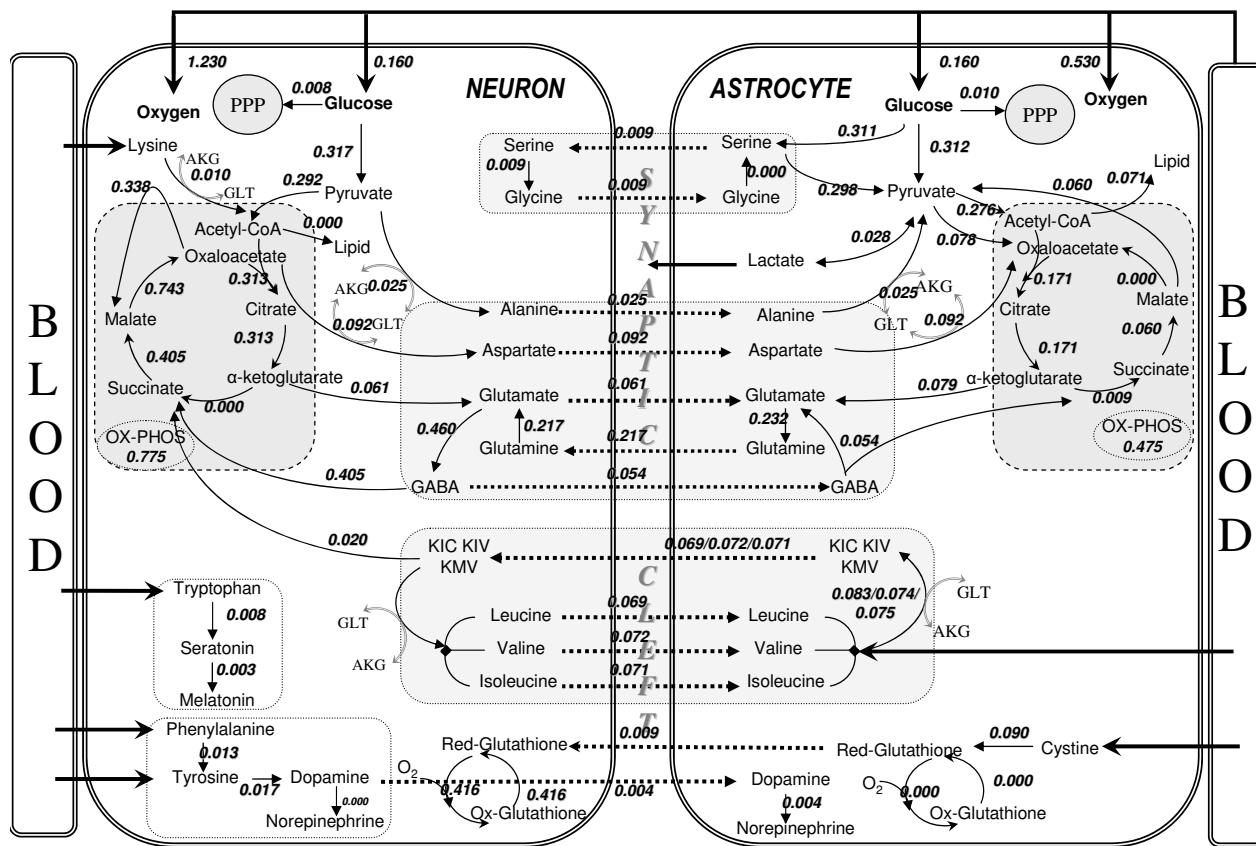 1.230
0.160
0.160
0.530
NEURON
ASTROCYTE
0.008
PPP
Oxygen
Glucose
Glucose
0.010
PPP
Oxygen
Lysine
AKG
0.010
GLT
0.317
0.338
0.292
Pyruvate
0.000
Acetyl-CoA
Lipid
Oxaloacetate
0.313
0.743
Citrate
Malate
0.313
0.405
α-ketoglutarate
Succinate
0.000
OX-PHOS
0.775
0.025
AKG
0.092
GLT
0.061
0.009
Serine
Serine
0.009
0.000
0.009
Glycine
Glycine
0.311
0.312
0.298
Pyruvate
0.060
0.071
Lipid
0.276
Acetyl-CoA
0.078
Oxaloacetate
0.028
Lactate
0.171
0.000
Citrate
Malate
0.060
0.171
α-ketoglutarate
Succinate
0.009
OX-PHOS
0.475
0.025
AKG
GLT
0.092
0.079
0.025
Alanine
Alanine
Aspartate
0.092
Aspartate
0.061
Glutamate
Glutamate
0.460
0.217
0.232
0.217
Glutamine
Glutamine
0.054
0.405
GABA
0.054
GABA
0.020
KIC KIV
KMV
0.069/0.072/0.071
KIC KIV
KMV
0.083/0.074/
0.075
GLT
AKG
GLT
AKG
0.069
Leucine
Leucine
0.072
Valine
Valine
Isoleucine
0.071
Isoleucine
SYNAPTIC
CLEFT
BLOOD
BLOOD
Tryptophan
0.008
Seratonin
0.003
Melatonin
Phenylalanine
0.013
Tyrosine
0.017
Dopamine
0.000
Norepinephrine
O2
Red-Glutathione
0.416
0.416
Ox-Glutathione
0.009
0.004
Dopamine
0.004
Norepinephrine
Red-Glutathione
0.090
Cystine
O2
0.000
0.000
Ox-Glutathione